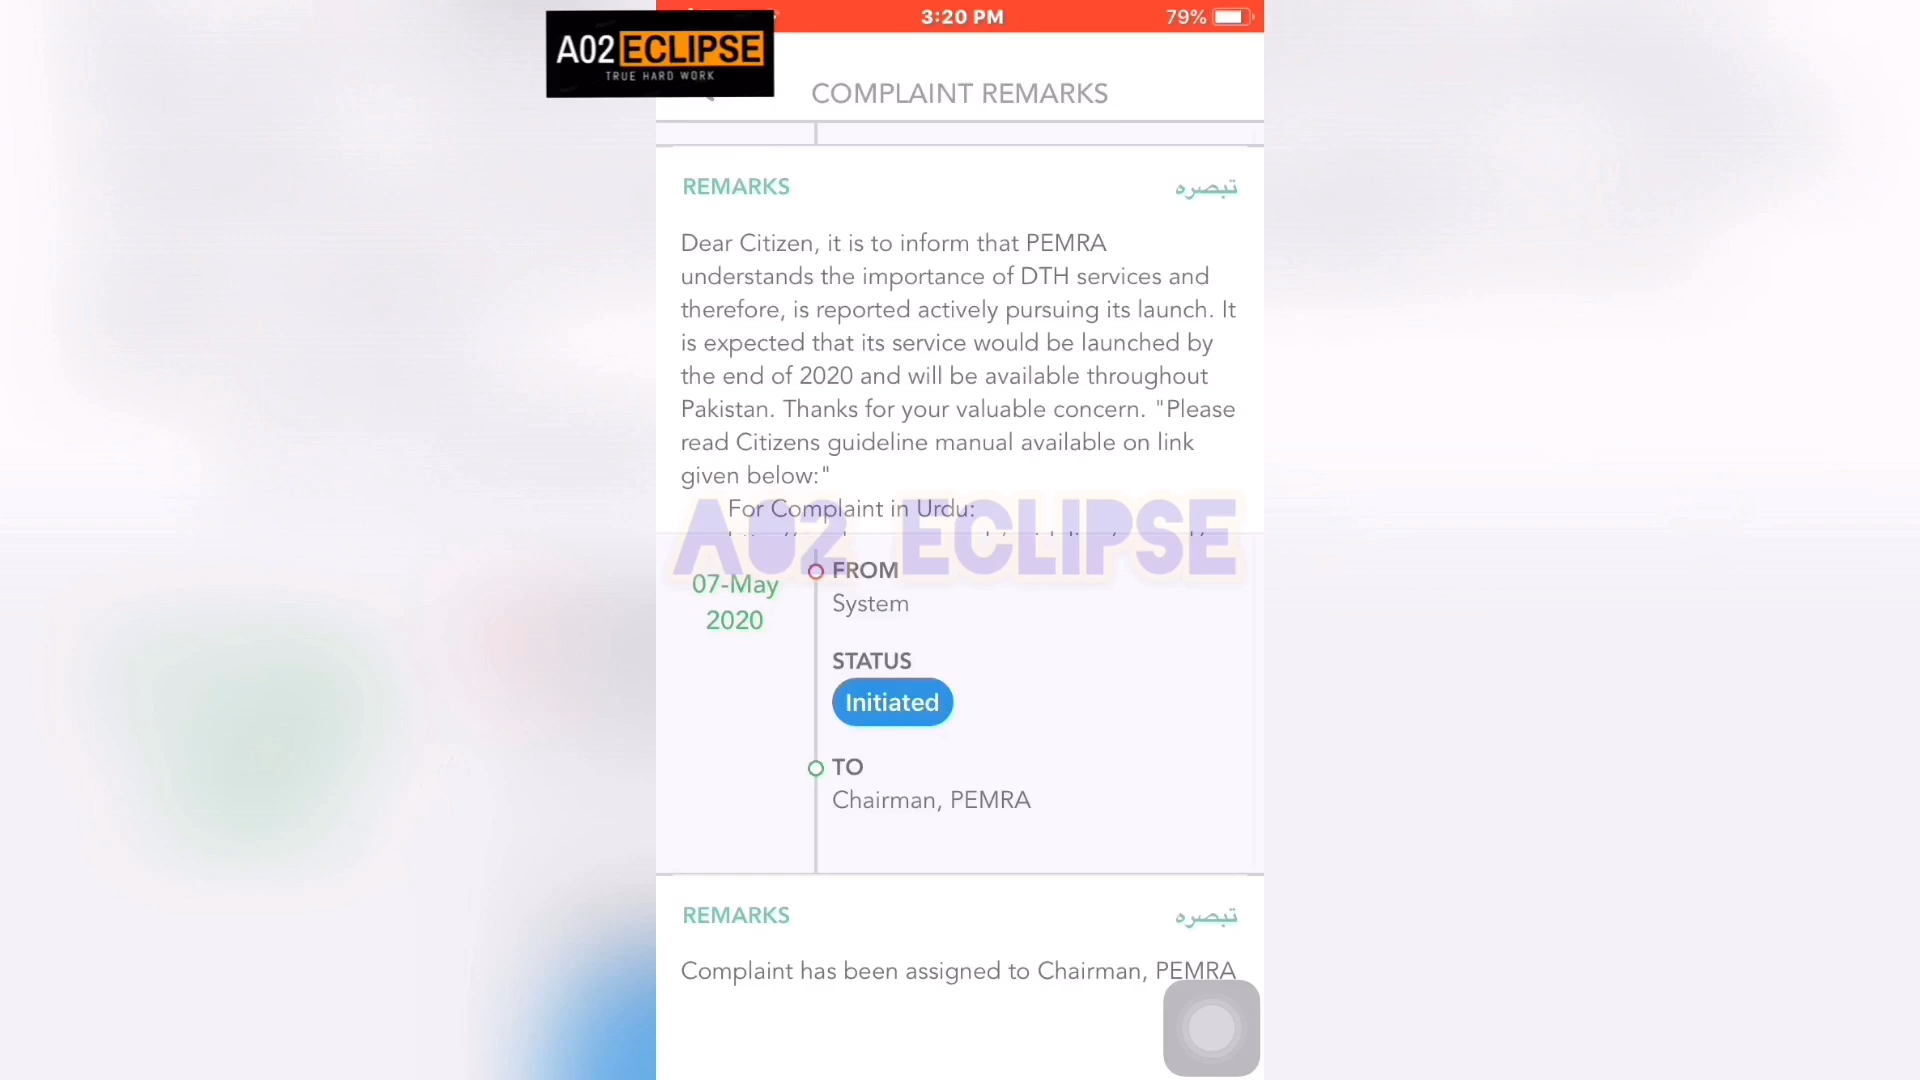 A02 ECLIPSE
TRUE HARD WORK
3:20 PM
79%
COMPLAINT REMARKS
REMARKS
تبصرہ
Dear Citizen, it is to inform that PEMRA
understands the importance of DTH services and
therefore, is reported actively pursuing its launch. It
is expected that its service would be launched by
the end of 2020 and will be available throughout
Pakistan. Thanks for your valuable concern. "Please
read Citizens guideline manual available on link
given below:"
For Complaint in Urdu:
A02 ECLIPSE
07-May
2020
FROM
System
STATUS
Initiated
TO
Chairman, PEMRA
REMARKS
تبصرہ
Complaint has been assigned to Chairman, PEMRA